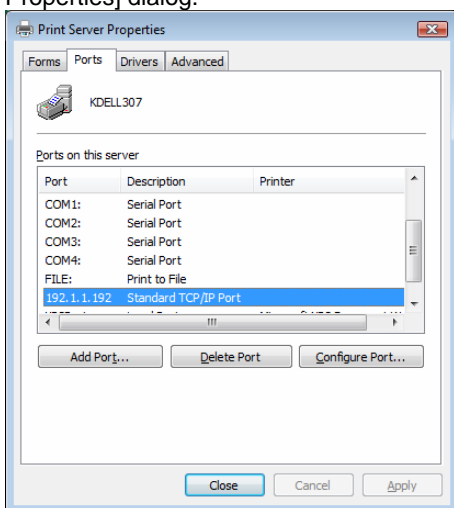 Properties] dialog.
Print Server Properties
Forms Ports Drivers Advanced
KDELL307
Ports on this server
Port Description Printer
COM1: Serial Port
COM2: Serial Port
COM3: Serial Port
COM4: Serial Port
FILE: Print to File
192.1.1.192 Standard TCP/IP Port
Add Port... Delete Port Configure Port...
Close Cancel Apply